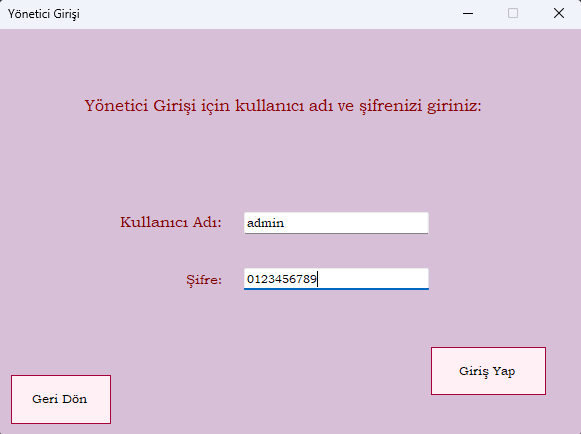 Yönetici Girişi
Yönetici Girişi için kullanıcı adı ve şifrenizi giriniz:
Kullanıcı Adı: admin
Şifre: 0123456789
Giriş Yap
Geri Dön